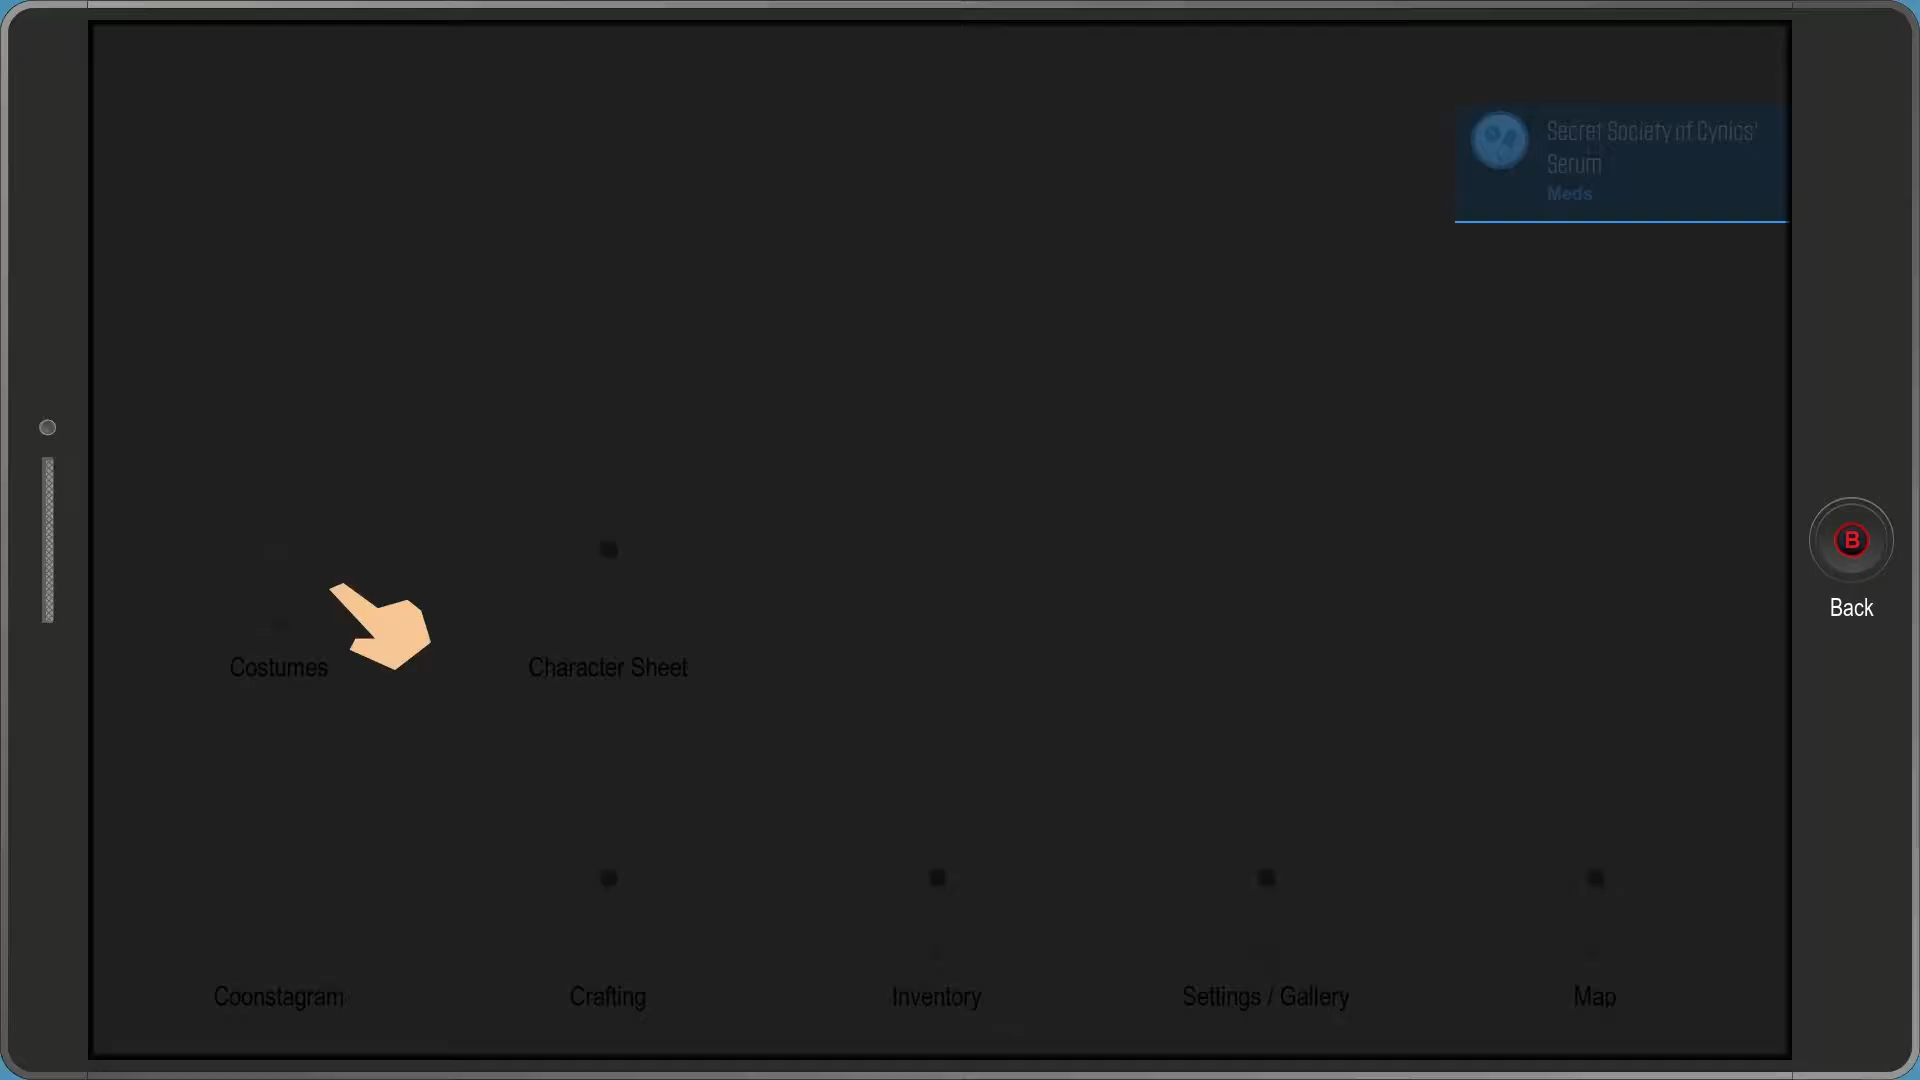 Secret Society of Cynics'
Serum
Meds
B
Back
Costumes
Character Sheet
Coonstagram
Crafting
Inventory
Settings / Gallery
Map